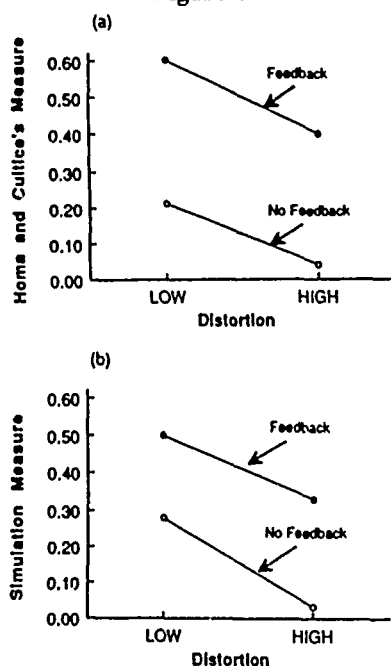 (a)
Homa and Cultice's Measure
0.60
0.50
0.40
0.30
0.20
0.10
0.00
Feedback
No Feedback
LOW HIGH
Distortion
(b)
Simulation Measure
0.60
0.50
0.40
0.30
0.20
0.10
0.00
Feedback
No Feedback
LOW HIGH
Distortion